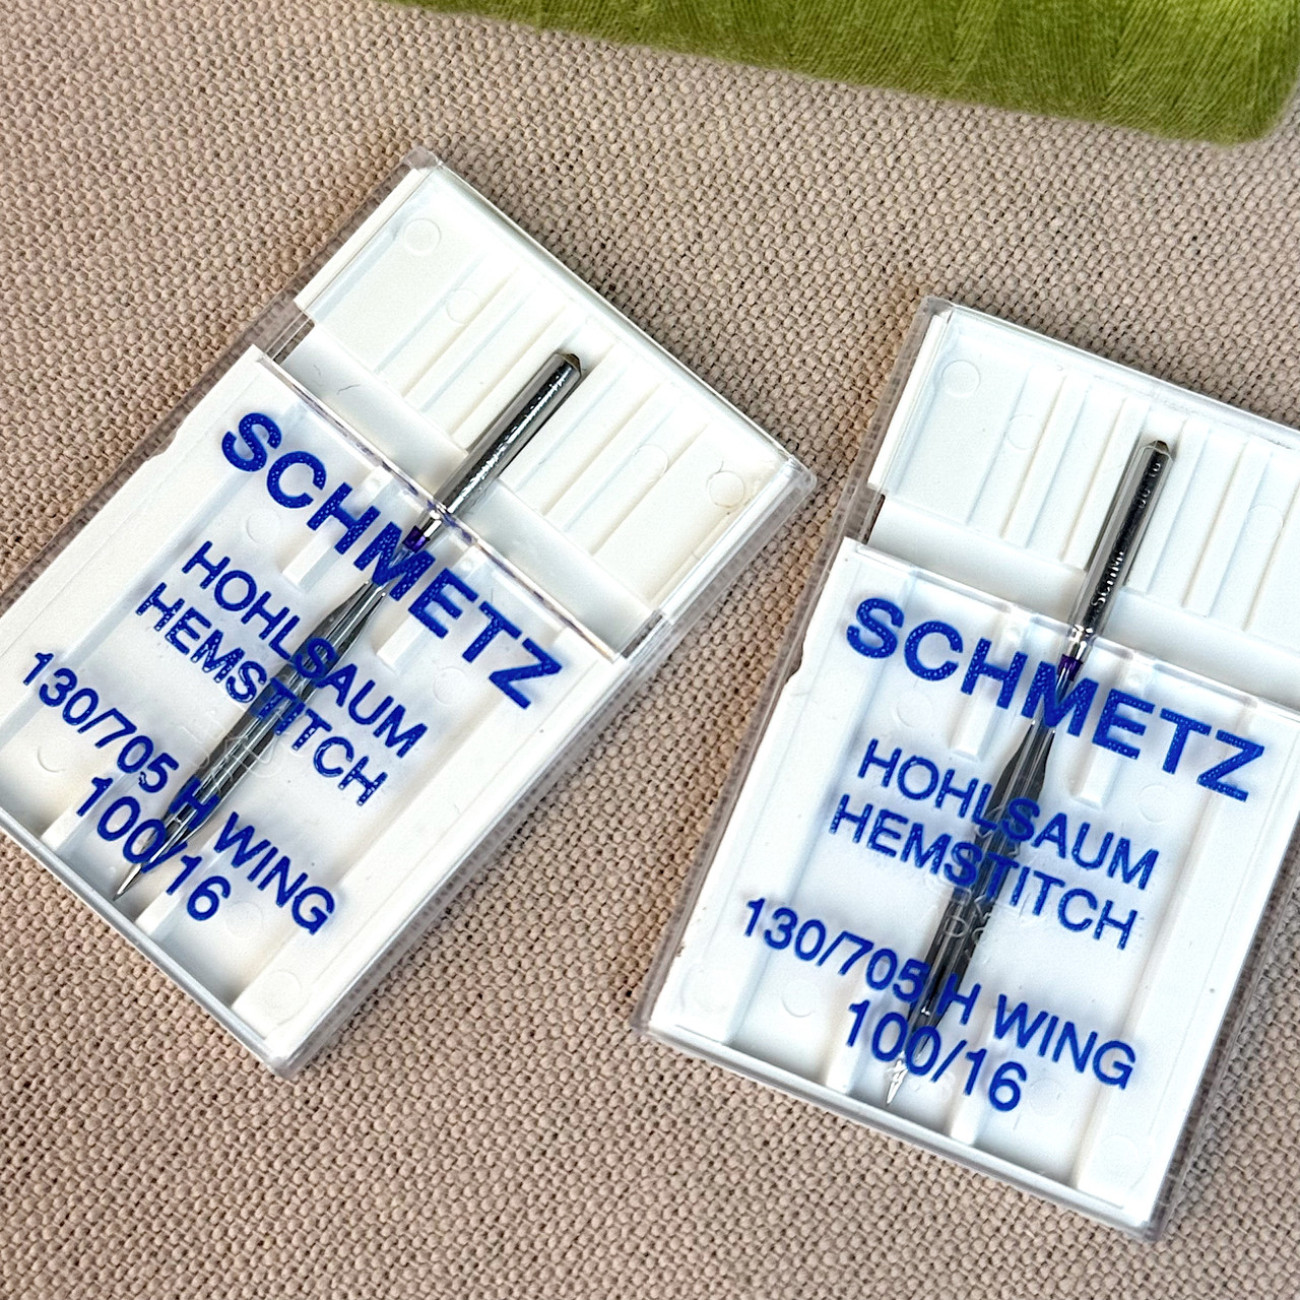 SCHMETZ
HOHLSAUM
HEMSTITCH
130/705 H WING
100/16
SCHMETZ
HOHLSAUM
HEMSTITCH
130/705 H WING
100/16